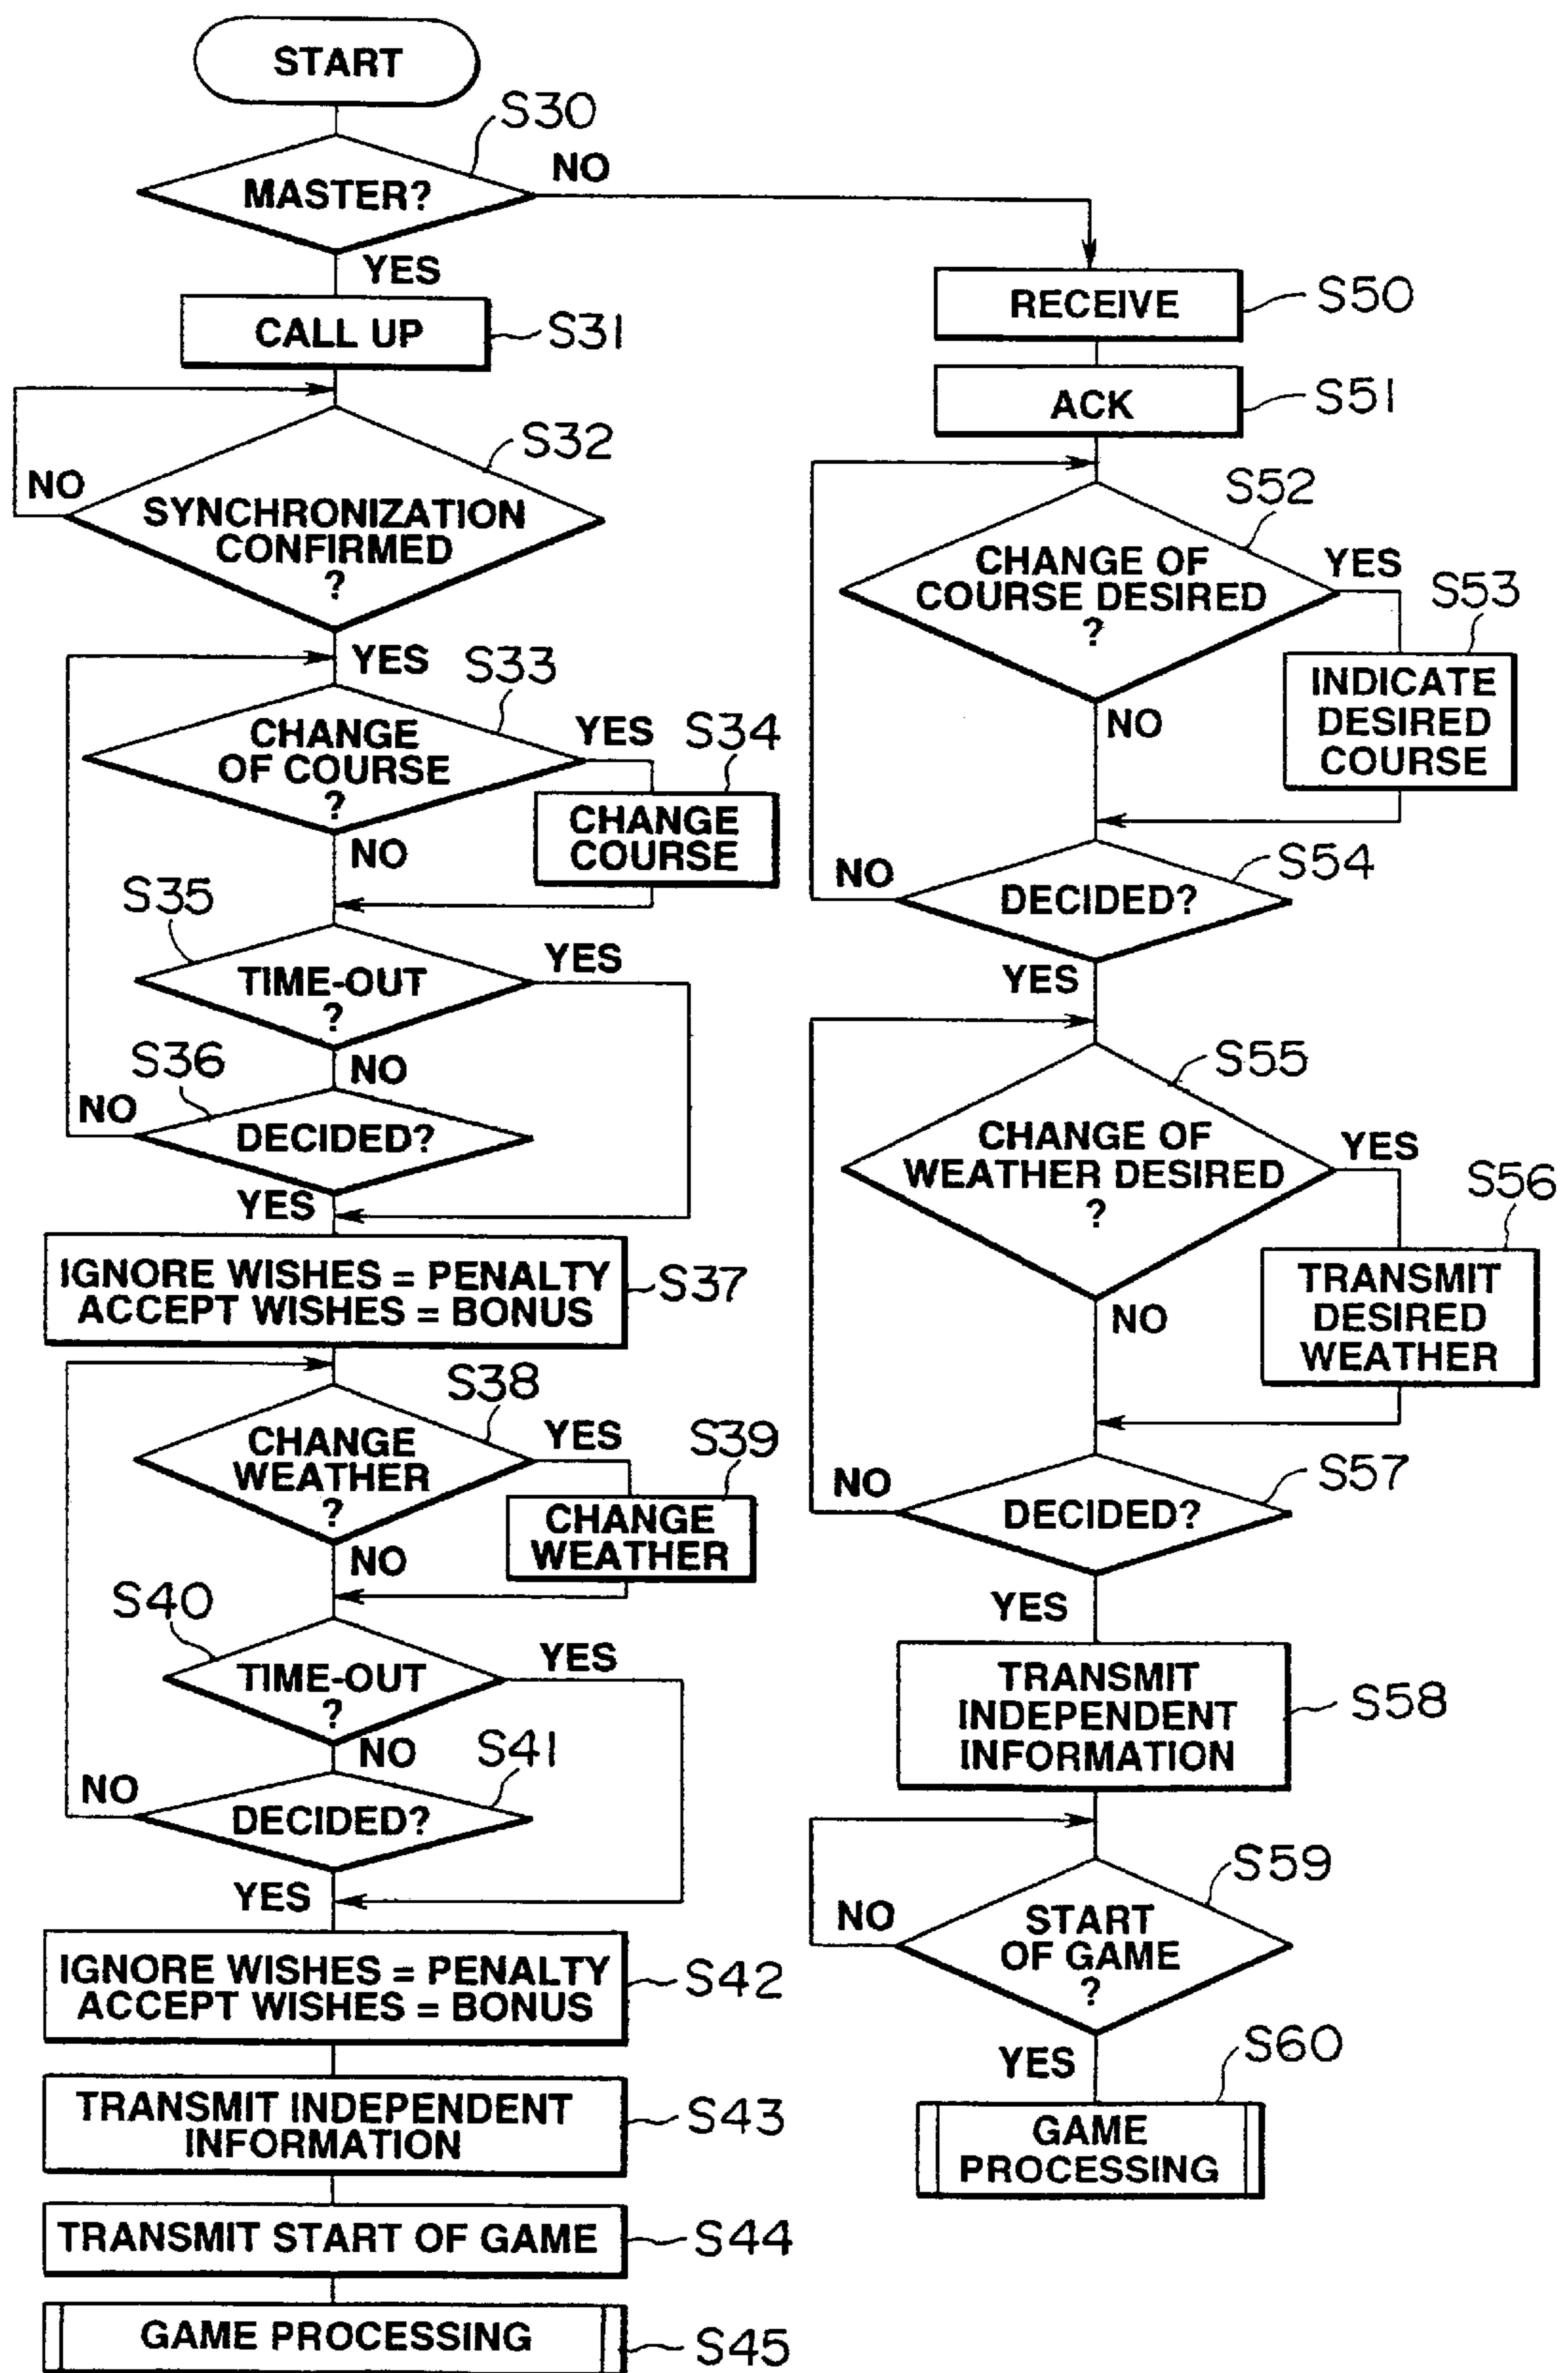 START
S30
MASTER?
NO
YES
CALL UP
S31
S32
NO
SYNCHRONIZATION
CONFIRMED
?
YES
S33
CHANGE
OF COURSE
?
YES
S34
CHANGE
COURSE
NO
S35
TIME-OUT
?
YES
NO
S36
NO
DECIDED?
YES
IGNORE WISHES = PENALTY
ACCEPT WISHES = BONUS
S37
S38
CHANGE
WEATHER
?
YES
S39
CHANGE
WEATHER
NO
S40
TIME-OUT
?
YES
NO
S41
NO
DECIDED?
YES
IGNORE WISHES = PENALTY
ACCEPT WISHES = BONUS
S42
TRANSMIT INDEPENDENT
INFORMATION
S43
TRANSMIT START OF GAME
S44
GAME PROCESSING
S45
RECEIVE
S50
ACK
S51
S52
CHANGE OF
COURSE DESIRED
?
YES
S53
INDICATE
DESIRED
COURSE
NO
S54
NO
DECIDED?
YES
S55
CHANGE OF
WEATHER DESIRED
?
YES
S56
TRANSMIT
DESIRED
WEATHER
NO
S57
NO
DECIDED?
YES
TRANSMIT
INDEPENDENT
INFORMATION
S58
S59
NO
START
OF GAME
?
YES
S60
GAME
PROCESSING